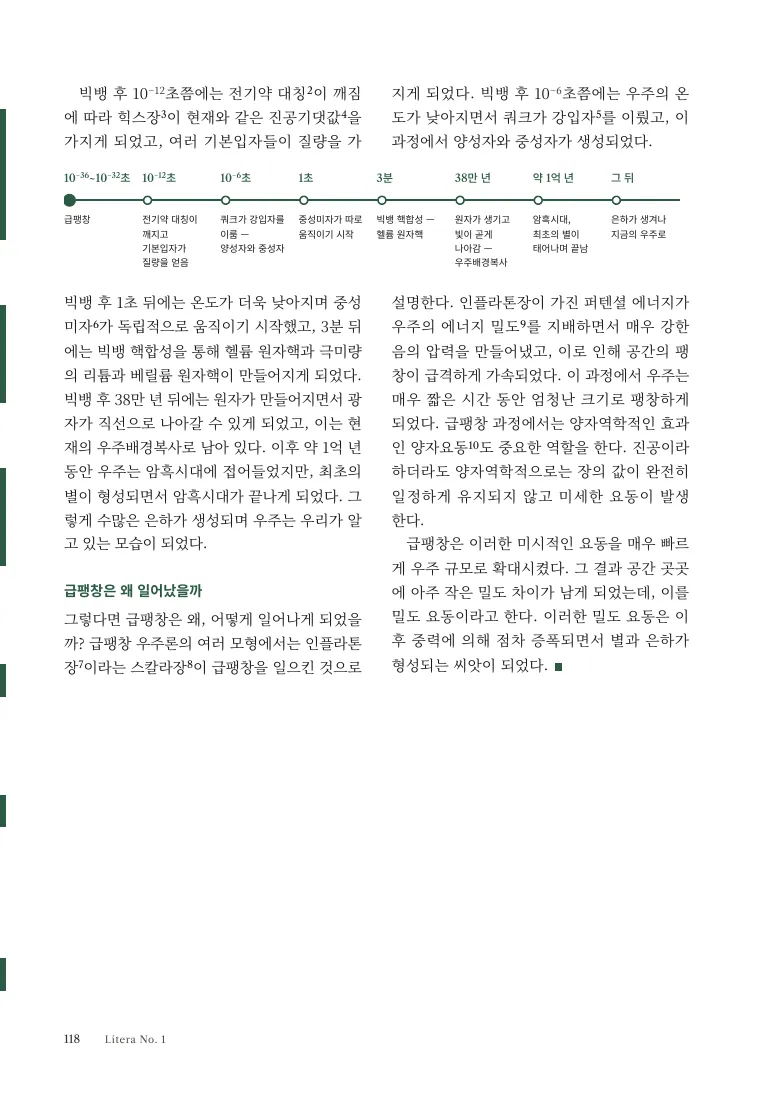 빅뱅 후 10⁻¹²초쯤에는 전기약 대칭²이 깨짐
에 따라 힉스장³이 현재와 같은 진공기댓값⁴을
가지게 되었고, 여러 기본입자들이 질량을 가
지게 되었다. 빅뱅 후 10⁻⁶초쯤에는 우주의 온
도가 낮아지면서 쿼크가 강입자⁵를 이뤘고, 이
과정에서 양성자와 중성자가 생성되었다.
10⁻³⁶~10⁻³²초
급팽창
10⁻¹²초
전기약 대칭이
깨지고
기본입자가
질량을 얻음
10⁻⁶초
쿼크가 강입자를
이룸 —
양성자와 중성자
1초
중성미자가 따로
움직이기 시작
3분
빅뱅 핵합성 —
헬륨 원자핵
38만 년
원자가 생기고
빛이 곧게
나아감 —
우주배경복사
약 1억 년
암흑시대,
최초의 별이
태어나며 끝남
그 뒤
은하가 생겨나
지금의 우주로
빅뱅 후 1초 뒤에는 온도가 더욱 낮아지며 중성
미자⁶가 독립적으로 움직이기 시작했고, 3분 뒤
에는 빅뱅 핵합성을 통해 헬륨 원자핵과 극미량
의 리튬과 베릴륨 원자핵이 만들어지게 되었다.
빅뱅 후 38만 년 뒤에는 원자가 만들어지면서 광
자가 직선으로 나아갈 수 있게 되었고, 이는 현
재의 우주배경복사로 남아 있다. 이후 약 1억 년
동안 우주는 암흑시대에 접어들었지만, 최초의
별이 형성되면서 암흑시대가 끝나게 되었다. 그
렇게 수많은 은하가 생성되며 우주는 우리가 알
고 있는 모습이 되었다.
급팽창은 왜 일어났을까
그렇다면 급팽창은 왜, 어떻게 일어나게 되었을
까? 급팽창 우주론의 여러 모형에서는 인플라톤
장⁷이라는 스칼라장⁸이 급팽창을 일으킨 것으로
설명한다. 인플라톤장이 가진 퍼텐셜 에너지가
우주의 에너지 밀도⁹를 지배하면서 매우 강한
음의 압력을 만들어냈고, 이로 인해 공간의 팽
창이 급격하게 가속되었다. 이 과정에서 우주는
매우 짧은 시간 동안 엄청난 크기로 팽창하게
되었다. 급팽창 과정에서는 양자역학적인 효과
인 양자요동¹⁰도 중요한 역할을 한다. 진공이라
하더라도 양자역학적으로는 장의 값이 완전히
일정하게 유지되지 않고 미세한 요동이 발생
한다.
급팽창은 이러한 미시적인 요동을 매우 빠르
게 우주 규모로 확대시켰다. 그 결과 공간 곳곳
에 아주 작은 밀도 차이가 남게 되었는데, 이를
밀도 요동이라고 한다. 이러한 밀도 요동은 이
후 중력에 의해 점차 증폭되면서 별과 은하가
형성되는 씨앗이 되었다. ■
118 Litera No. 1